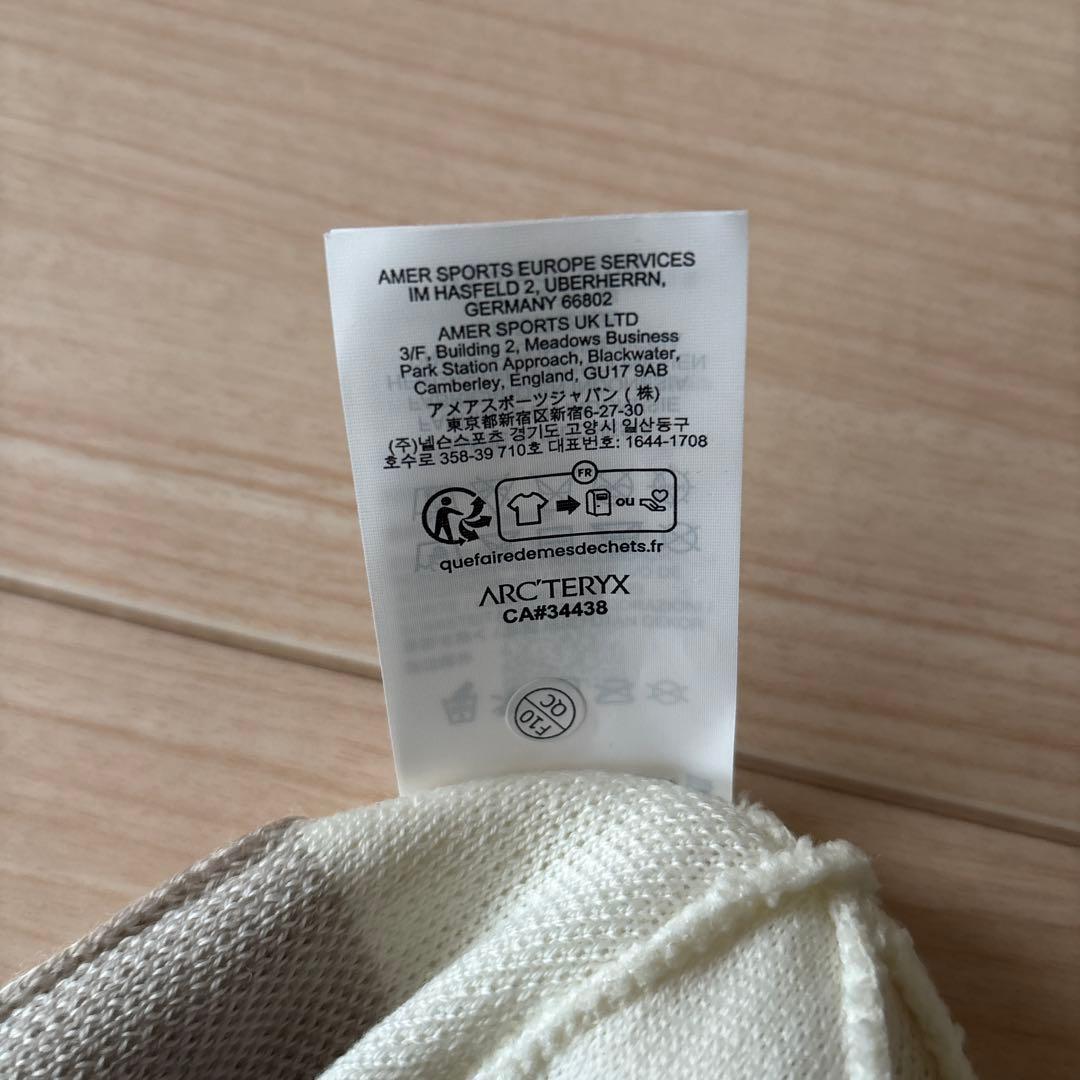 AMER SPORTS EUROPE SERVICES
IM HASFELD 2, UBERHERRN,
GERMANY 66802
AMER SPORTS UK LTD
3/F, Building 2, Meadows Business
Park Station Approach, Blackwater,
Camberley, England, GU17 9AB
アメアスポーツジャパン (株)
東京都新宿区新宿6-27-30
(주)넬슨스포츠 경기도 고양시 일산동구
호수로 358-39 710호 대표번호: 1644-1708
FR
ou
quefairedemesdechets.fr
ARC'TERYX
CA#34438
F10
QC